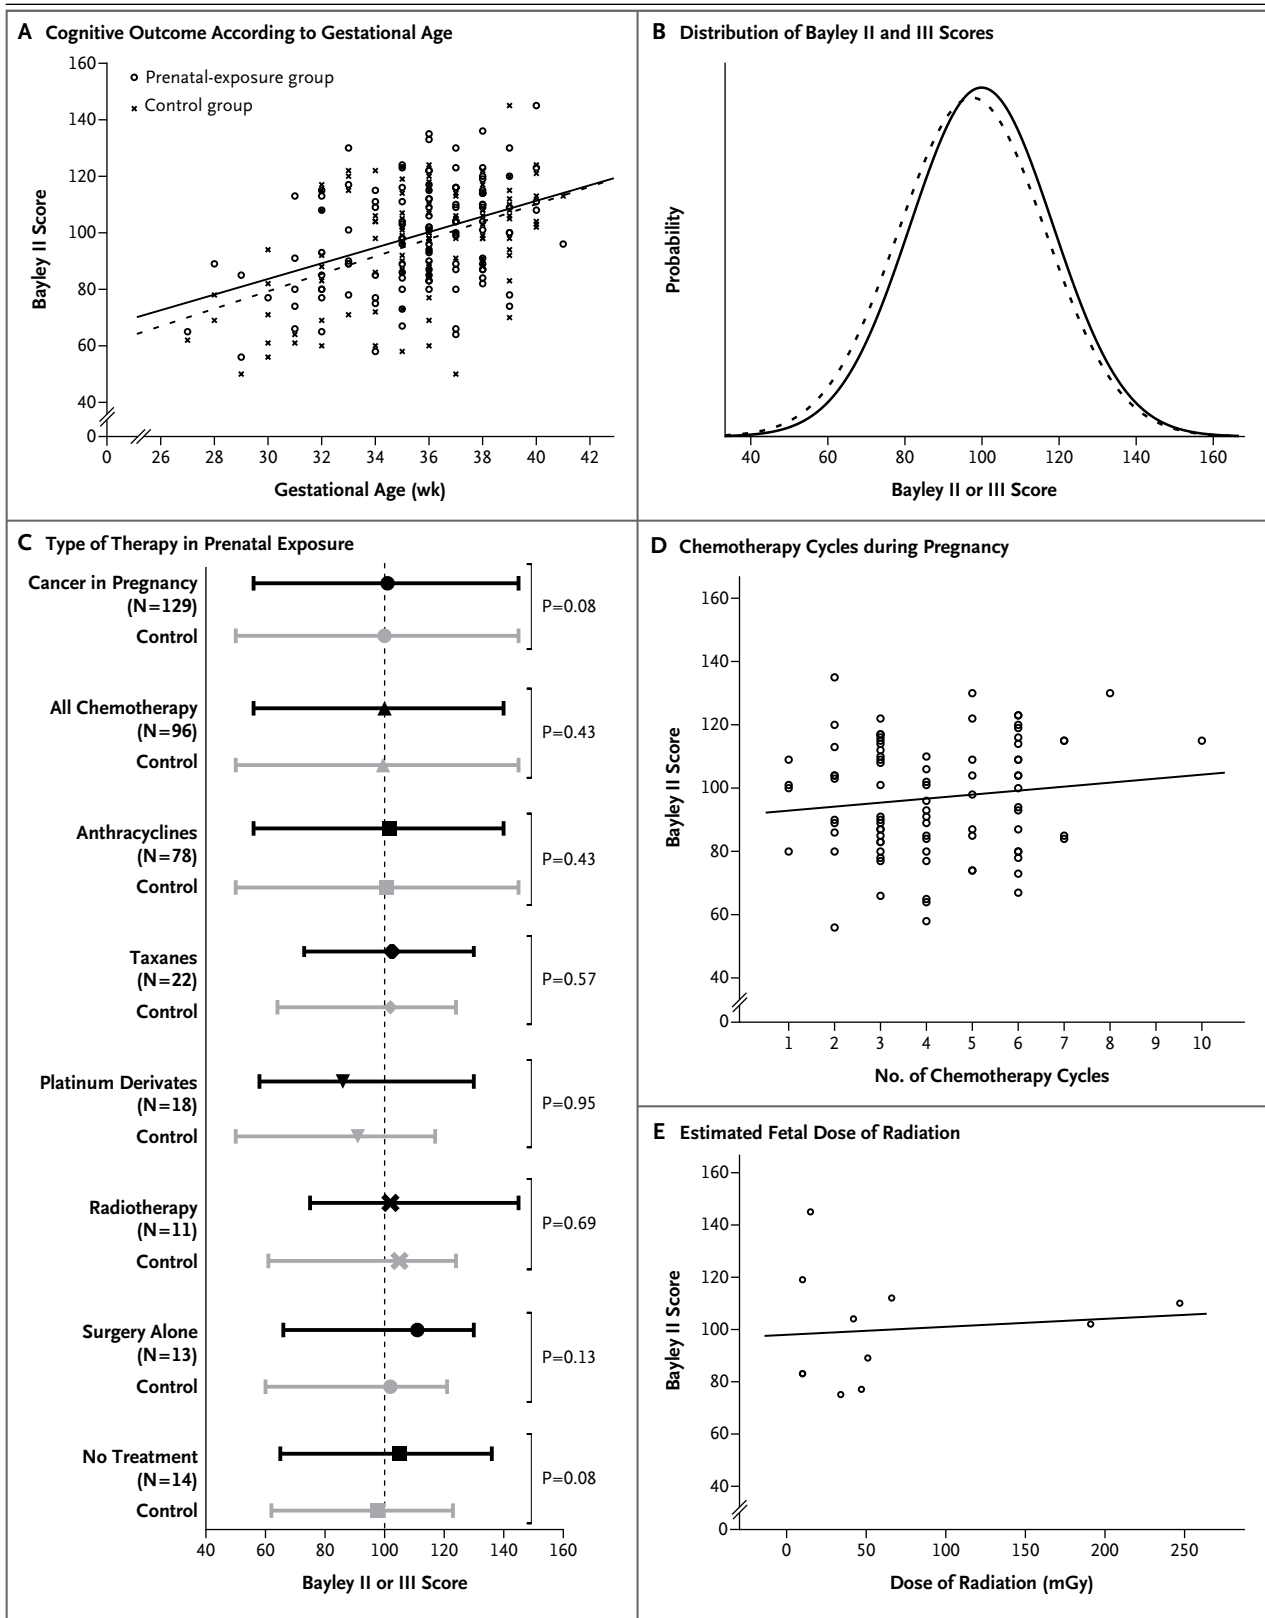 A Cognitive Outcome According to Gestational Age
160
140
120
100
80
60
40
0
Bayley II Score
Prenatal-exposure group
Control group
0 26 28 30 32 34 36 38 40 42
Gestational Age (wk)
B Distribution of Bayley II and III Scores
Probability
40 60 80 100 120 140 160
Bayley II or III Score
C Type of Therapy in Prenatal Exposure
Cancer in Pregnancy
(N=129)
P=0.08
Control
All Chemotherapy
(N=96)
P=0.43
Control
Anthracyclines
(N=78)
P=0.43
Control
Taxanes
(N=22)
P=0.57
Control
Platinum Derivates
(N=18)
P=0.95
Control
Radiotherapy
(N=11)
P=0.69
Control
Surgery Alone
(N=13)
P=0.13
Control
No Treatment
(N=14)
P=0.08
Control
40 60 80 100 120 140 160
Bayley II or III Score
D Chemotherapy Cycles during Pregnancy
160
140
120
100
80
60
40
0
Bayley II Score
1 2 3 4 5 6 7 8 9 10
No. of Chemotherapy Cycles
E Estimated Fetal Dose of Radiation
160
140
120
100
80
60
40
0
Bayley II Score
0 50 100 150 200 250
Dose of Radiation (mGy)